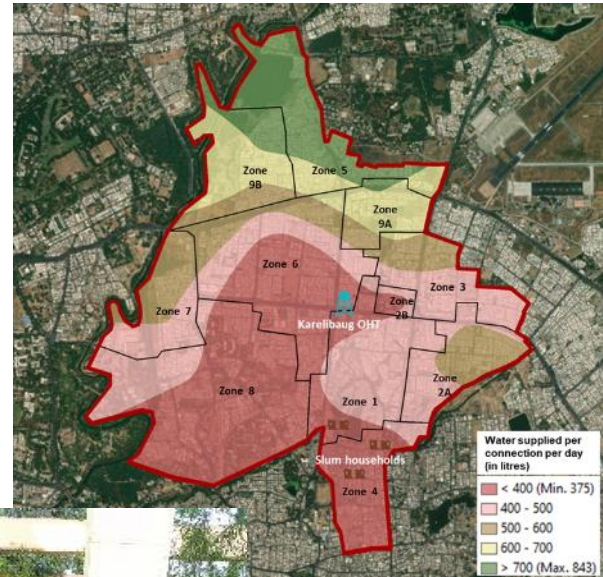 Zone 5
Zone
9B
Zone
9A
Zone 6
Zone 3
Zone
2B
Zone 7
Karelibaug OHT
Zone
2A
Zone 8
Zone 1
Slum households
Zone 4
Water supplied per
connection per day
(in litres)
< 400 (Min. 375)
400 - 500
500 - 600
600 - 700
> 700 (Max. 843)